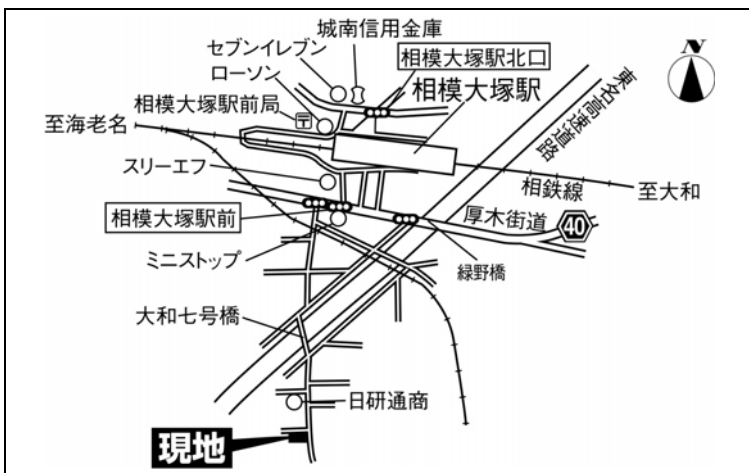 城南信用金庫
セブンイレブン
相模大塚駅北口
ローソン
相模大塚駅
N
相模大塚駅前局
〒
東名高速道路
至海老名
スリーエフ
相鉄線
至大和
相模大塚駅前
厚木街道
40
ミニストップ
緑野橋
大和七号橋
日研通商
現地